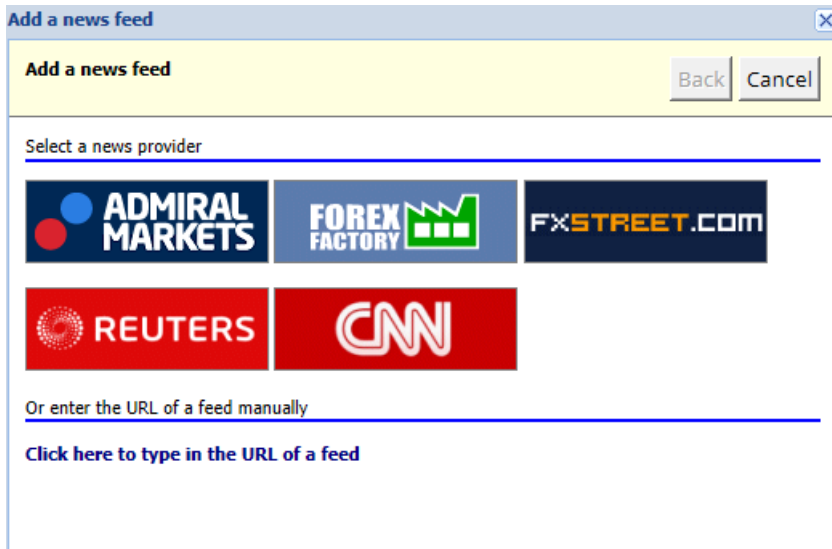 Add a news feed
Add a news feed
Back Cancel
Select a news provider
ADMIRAL MARKETS
FOREX FACTORY
FXSTREET.COM
REUTERS
CNN
Or enter the URL of a feed manually
Click here to type in the URL of a feed